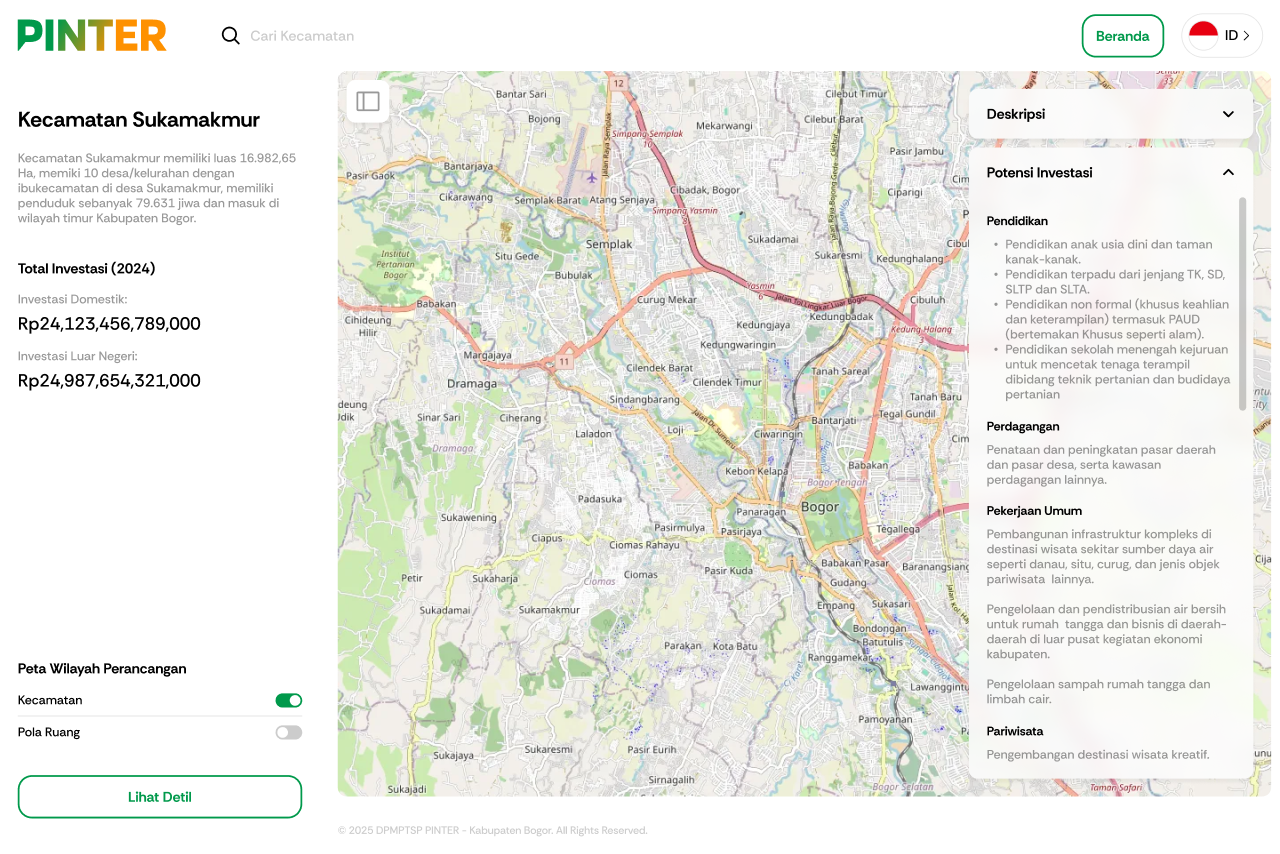 PINTER
Cari Kecamatan
Beranda
ID
Kecamatan Sukamakmur
Kecamatan Sukamakmur memiliki luas 16.982,65
Ha, memiki 10 desa/kelurahan dengan
ibukecamatan di desa Sukamakmur, memiliki
penduduk sebanyak 79.631 jiwa dan masuk di
wilayah timur Kabupaten Bogor.
Total Investasi (2024)
Investasi Domestik:
Rp24,123,456,789,000
Investasi Luar Negeri:
Rp24,987,654,321,000
Peta Wilayah Perancangan
Kecamatan
Pola Ruang
Lihat Detil
12
Bantar Sari
Cilebut Timur
Bojong
Cilebut Barat
Mekarwangi
Simpang Semplak
10
Jalan Raya Semplak
Bantarjaya
Pasir Gaok
Cikarawang
Semplak Barat
Atang Senjaya
Cibadak, Bogor
Simpang Yasmin
Semplak
Sukadamai
Situ Gede
Sukaresmi
Institut
Pertanian
Bogor
Bubulak
Babakan
Curug Mekar
Yasmin
6
Jalan Tol Lingkar Luar Bogor
Kedungbadak
Kedungjaya
Cihideung
Hilir
Kedungwaringin
Margajaya
11
Cilendek Barat
Cilendek Timur
Tanah Sareal
Dramaga
Sindangbarang
Tanah Baru
deung
Udik
Sinar Sari
Ciherang
Laladon
Loji
Jalan Dr. Sumeru
Ciwaringin
Bantarjati
Tegal Gundil
Dramaga
Kebon Kelapa
Babakan
Bogor Tengah
Padasuka
Panaragan
Bogor
Sukawening
Pasirmulya
Pasirjaya
Tegallega
Ciapus
Ciomas Rahayu
Petir
Sukaharja
Ciomas
Ciomas
Pasir Kuda
Babakan Pasar
Baranangsiang
Gudang
Sukadamai
Sukamakmur
Empang
Sukasari
Bondongan
Batutulis
Parakan
Kota Batu
Ranggamekar
Lawanggintung
Pamoyanan
Sukajaya
Sukaresmi
Pasir Eurih
Sukajadi
Sirnagalih
Bogor Selatan
Taman Safari
Pasir Jambu
Ciparigi
Kedunghalang
Cibuluh
Kedung Halang
5
Deskripsi
Potensi Investasi
Pendidikan
• Pendidikan anak usia dini dan taman
kanak-kanak.
• Pendidikan terpadu dari jenjang TK, SD,
SLTP dan SLTA.
• Pendidikan non formal (khusus keahlian
dan keterampilan) termasuk PAUD
(bertemakan Khusus seperti alam).
• Pendidikan sekolah menengah kejuruan
untuk mencetak tenaga terampil
dibidang teknik pertanian dan budidaya
pertanian
Perdagangan
Penataan dan peningkatan pasar daerah
dan pasar desa, serta kawasan
perdagangan lainnya.
Pekerjaan Umum
Pembangunan infrastruktur kompleks di
destinasi wisata sekitar sumber daya air
seperti danau, situ, curug, dan jenis objek
pariwisata lainnya.
Pengelolaan dan pendistribusian air bersih
untuk rumah tangga dan bisnis di daerah-
daerah di luar pusat kegiatan ekonomi
kabupaten.
Pengelolaan sampah rumah tangga dan
limbah cair.
Pariwisata
Pengembangan destinasi wisata kreatif.
© 2025 DPMPTSP PINTER - Kabupaten Bogor. All Rights Reserved.